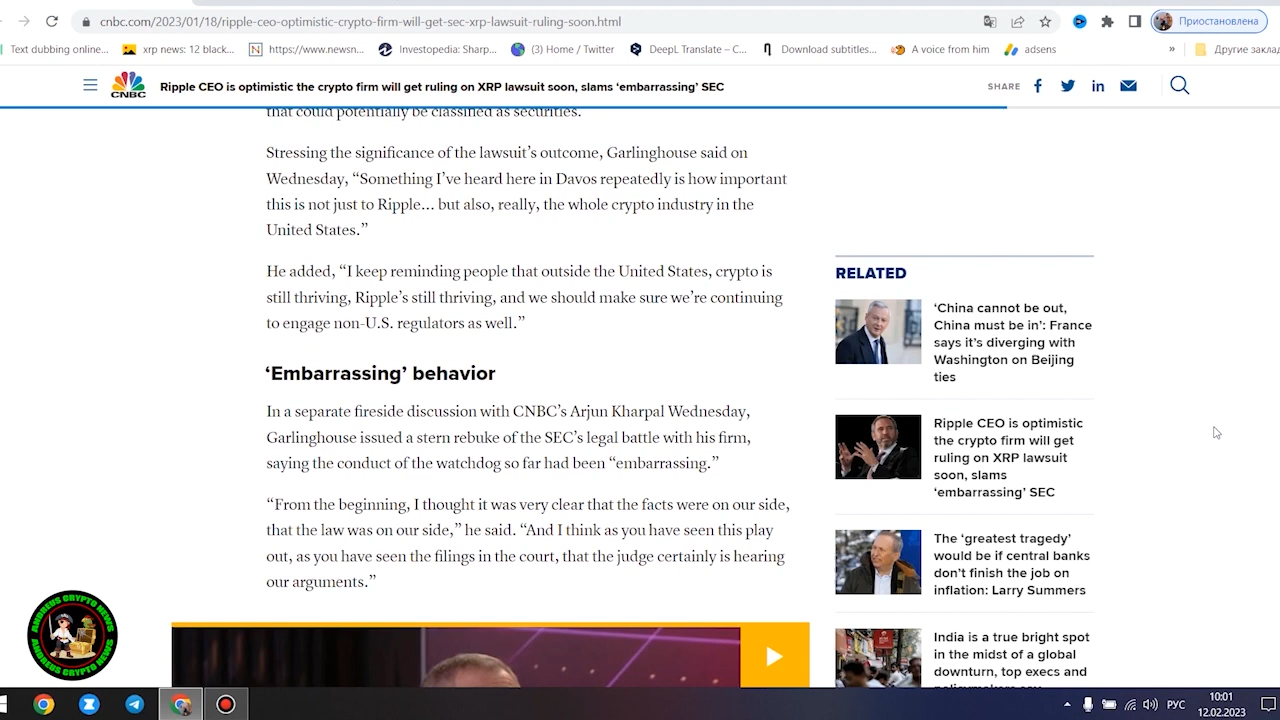 cnbc.com/2023/01/18/ripple-ceo-optimistic-crypto-firm-will-get-sec-xrp-lawsuit-ruling-soon.html
Приостановлена
Text dubbing online...
xrp news: 12 black...
https://www.newsn...
Investopedia: Sharp...
(3) Home / Twitter
DeepL Translate – C...
Download subtitles...
A voice from him
adsens
»
Другие заклад
CNBC
Ripple CEO is optimistic the crypto firm will get ruling on XRP lawsuit soon, slams ‘embarrassing’ SEC
SHARE
that could potentially be classified as securities.
Stressing the significance of the lawsuit’s outcome, Garlinghouse said on
Wednesday, “Something I’ve heard here in Davos repeatedly is how important
this is not just to Ripple… but also, really, the whole crypto industry in the
United States.”
He added, “I keep reminding people that outside the United States, crypto is
still thriving, Ripple’s still thriving, and we should make sure we’re continuing
to engage non-U.S. regulators as well.”
‘Embarrassing’ behavior
In a separate fireside discussion with CNBC’s Arjun Kharpal Wednesday,
Garlinghouse issued a stern rebuke of the SEC’s legal battle with his firm,
saying the conduct of the watchdog so far had been “embarrassing.”
“From the beginning, I thought it was very clear that the facts were on our side,
that the law was on our side,” he said. “And I think as you have seen this play
out, as you have seen the filings in the court, that the judge certainly is hearing
our arguments.”
RELATED
‘China cannot be out,
China must be in’: France
says it’s diverging with
Washington on Beijing
ties
Ripple CEO is optimistic
the crypto firm will get
ruling on XRP lawsuit
soon, slams
‘embarrassing’ SEC
The ‘greatest tragedy’
would be if central banks
don’t finish the job on
inflation: Larry Summers
India is a true bright spot
in the midst of a global
downturn, top execs and
ANDREUS CRYPTO NEWS
ANDREUS CRYPTO NEWS
РУС
10:01
12.02.2023